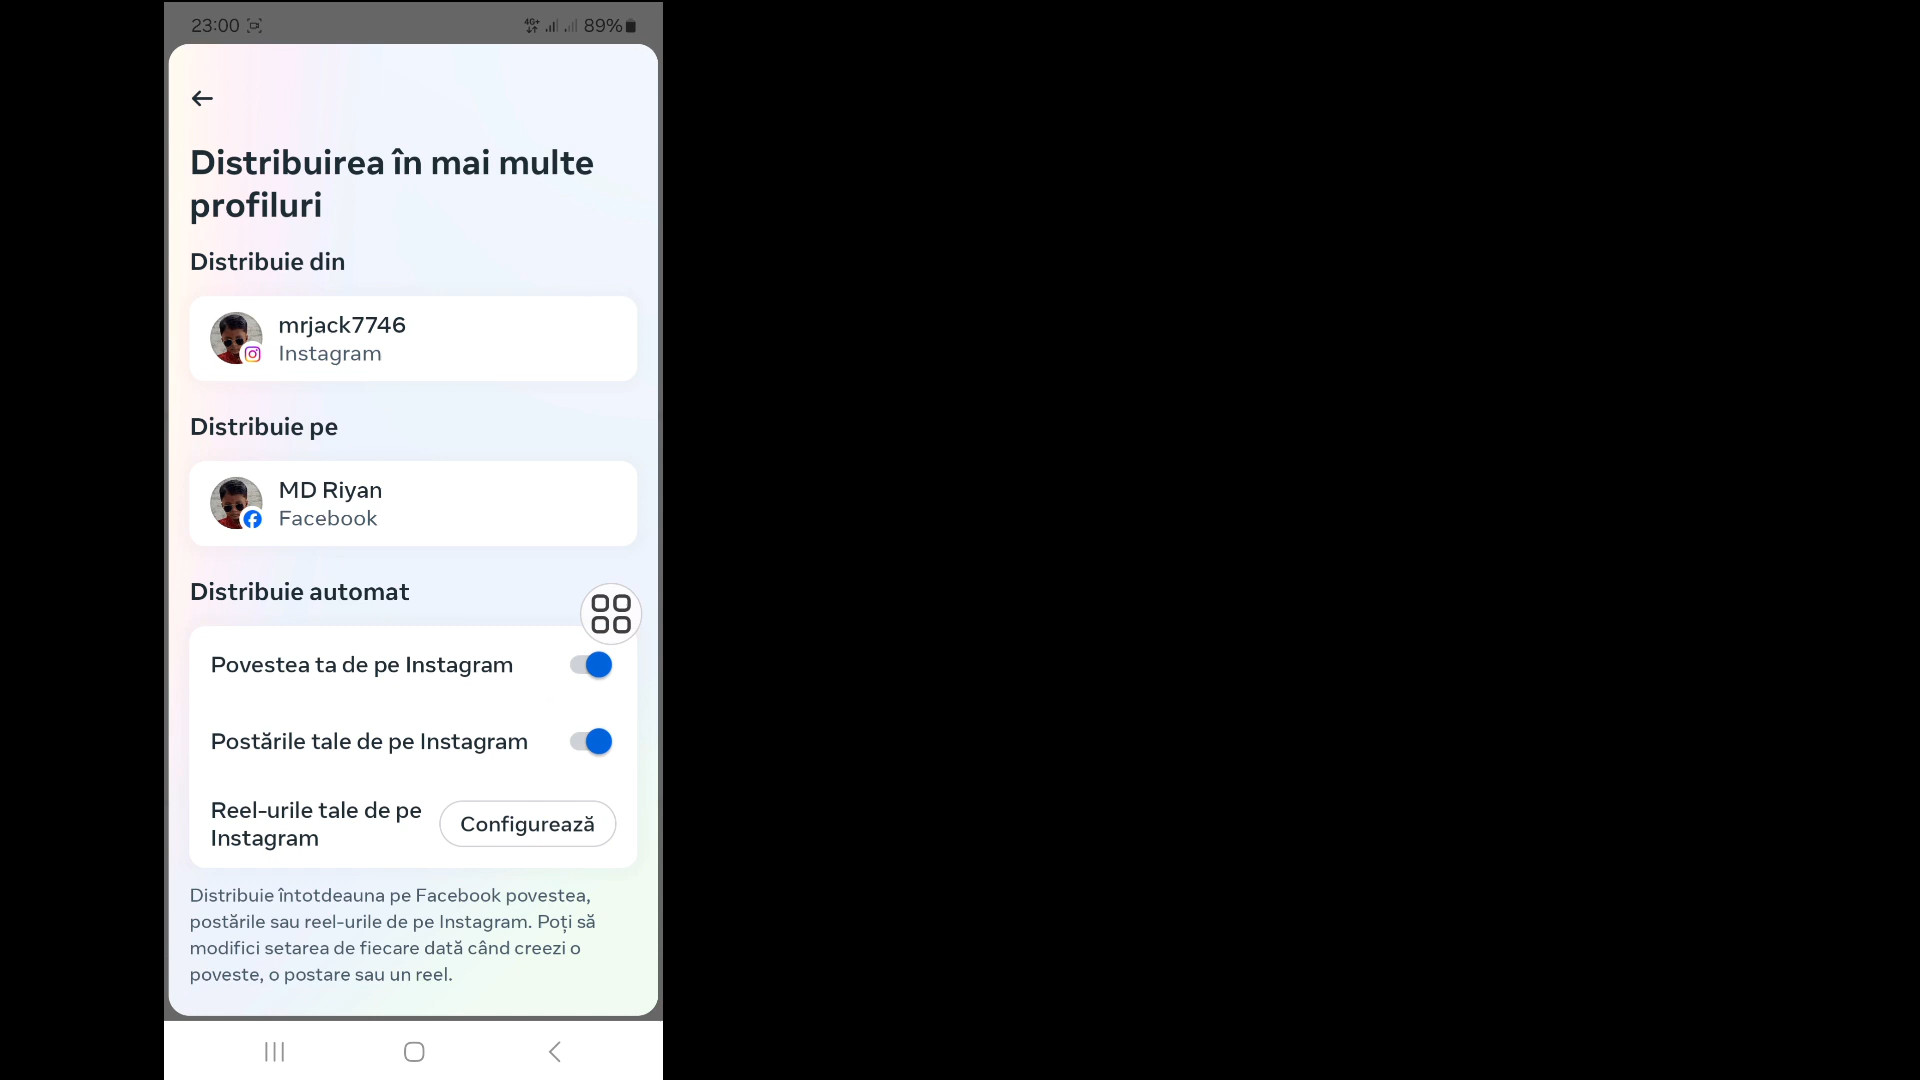 23:00 4G+ 89%
Distribuirea în mai multe
profiluri
Distribuie din
mrjack7746
Instagram
Distribuie pe
MD Riyan
Facebook
Distribuie automat
Povestea ta de pe Instagram
Postările tale de pe Instagram
Reel-urile tale de pe
Instagram
Configurează
Distribuie întotdeauna pe Facebook povestea,
postările sau reel-urile de pe Instagram. Poți să
modifici setarea de fiecare dată când creezi o
poveste, o postare sau un reel.